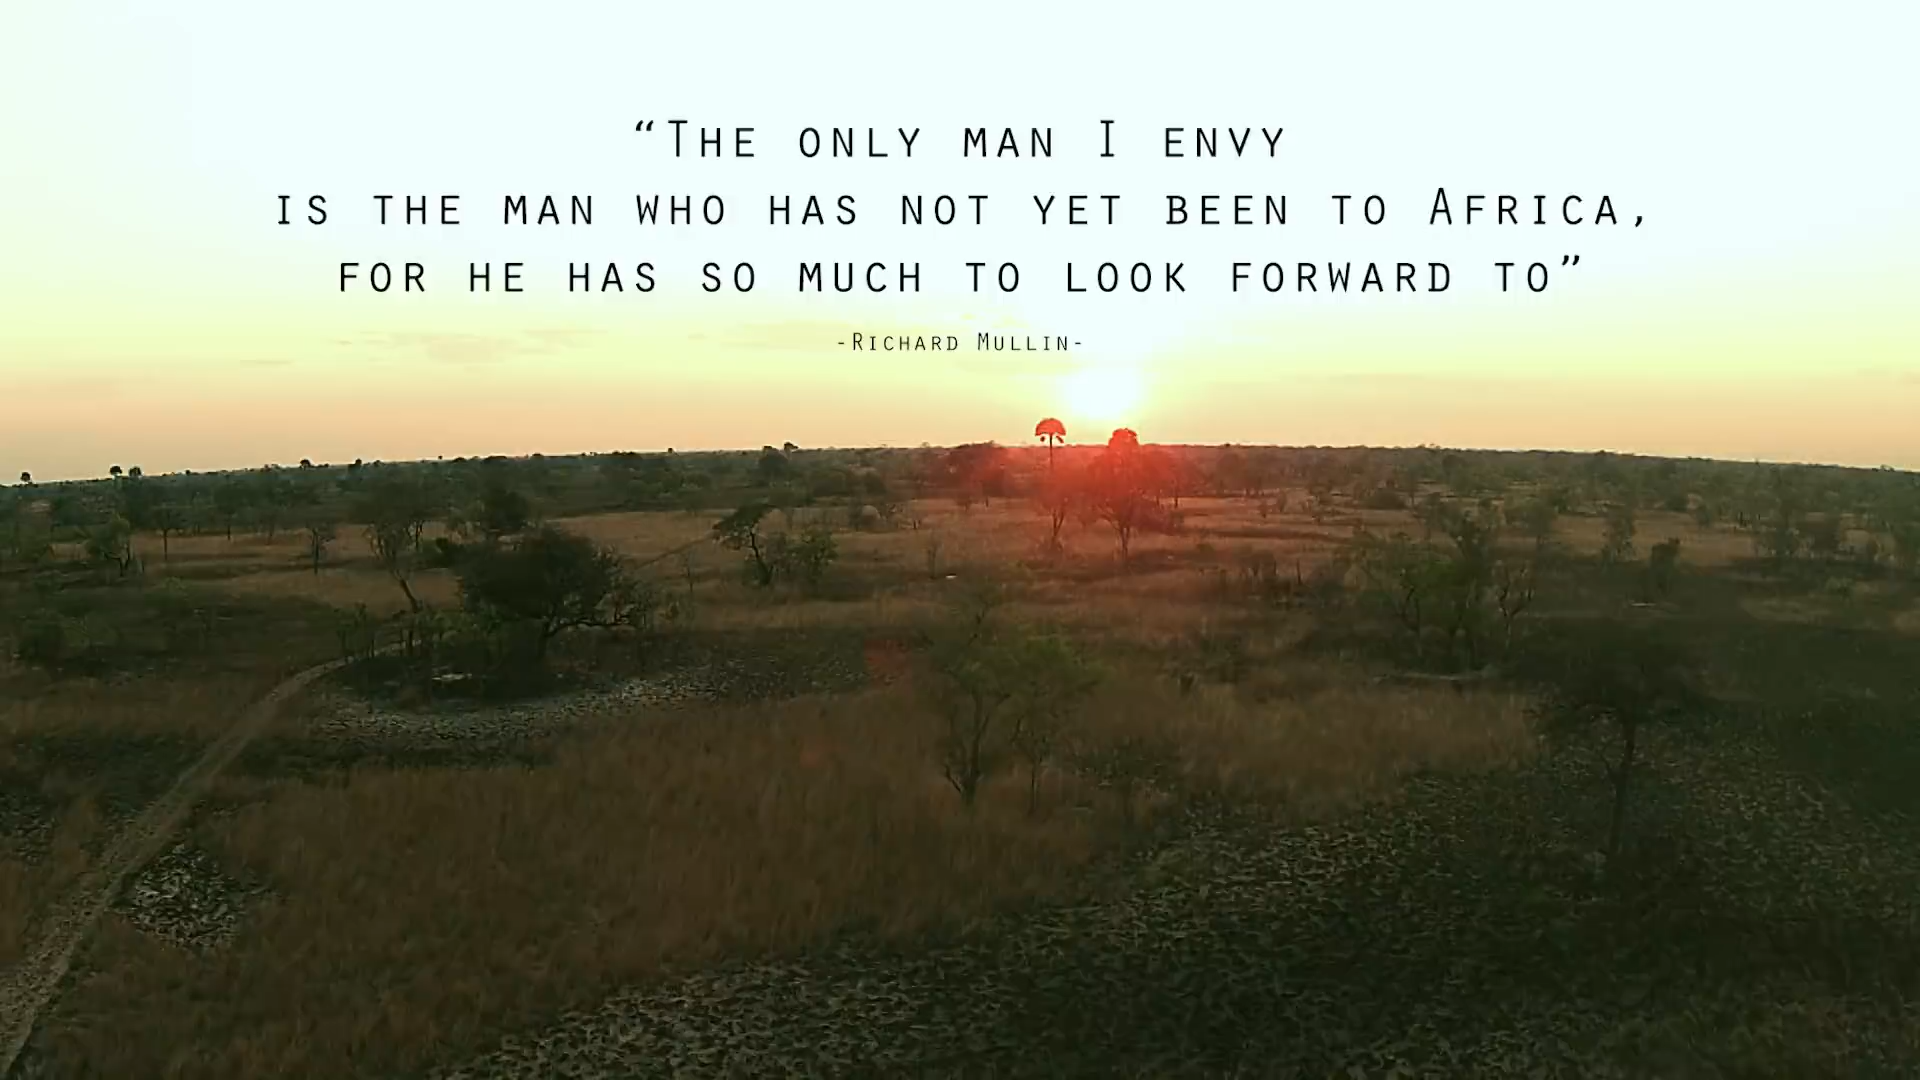 “The only man I envy
is the man who has not yet been to Africa,
for he has so much to look forward to”
-Richard Mullin-